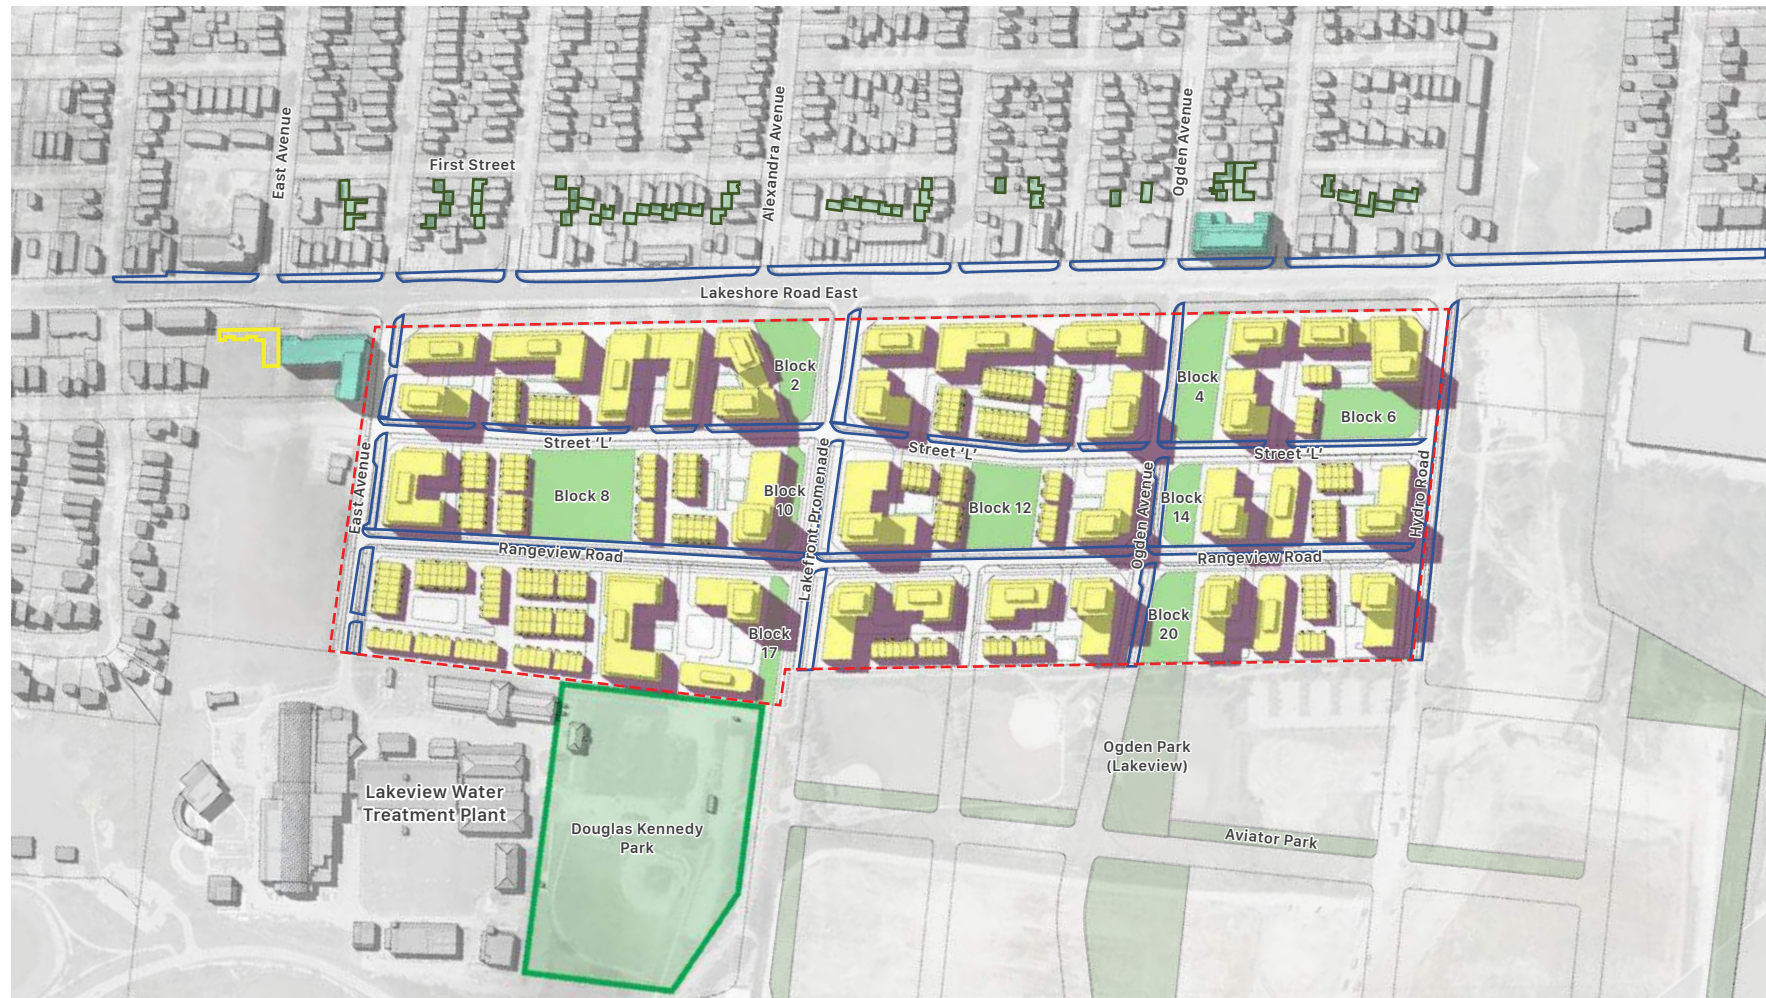 East Avenue
First Street
Alexandra Avenue
Ogden Avenue
Lakeshore Road East
Block
2
Block
4
Block 6
Street ‘L’
Street ‘L’
Street ‘L’
East Avenue
Block 8
Block
10
Lakefront Promenade
Block 12
Ogden Avenue
Block
14
Hydro Road
Rangeview Road
Rangeview Road
Block
17
Block
20
Ogden Park
(Lakeview)
Lakeview Water
Treatment Plant
Douglas Kennedy
Park
Aviator Park